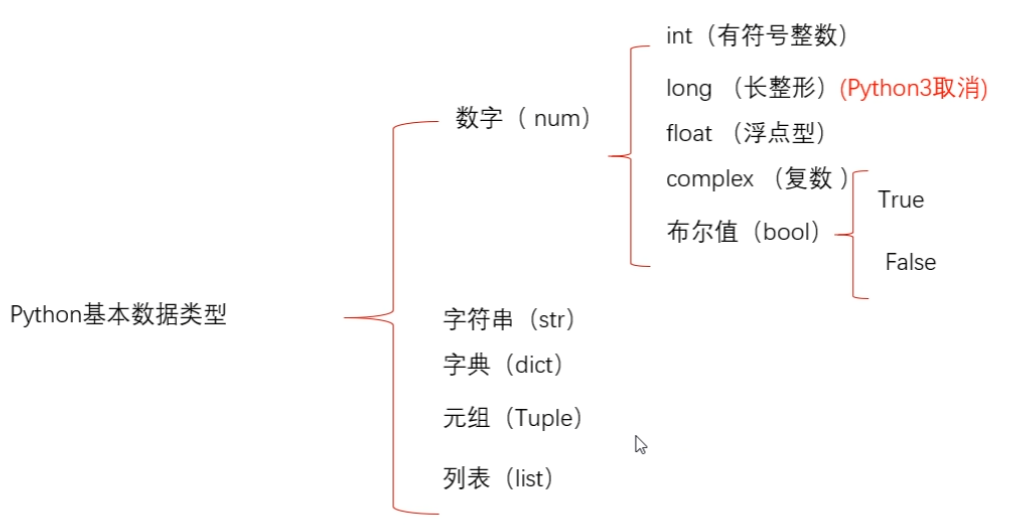 int（有符号整数）
long （长整形）(Python3取消)
数字（ num）
float （浮点型）
complex （复数 ）
True
布尔值（bool）
False
Python基本数据类型
字符串（str）
字典（dict）
元组（Tuple）
列表（list）